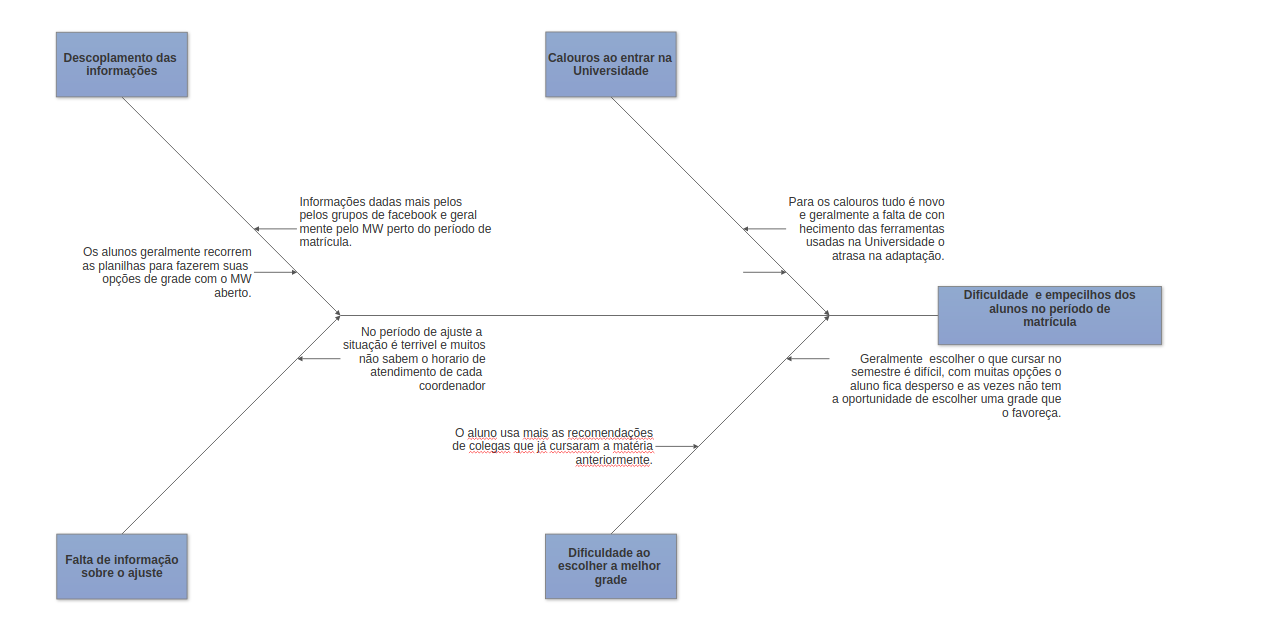 Descoplamento das
informações
Calouros ao entrar na
Universidade
Informações dadas mais pelos
pelos grupos de facebook e geral
mente pelo MW perto do período de
matrícula.
Os alunos geralmente recorrem
as planilhas para fazerem suas
opções de grade com o MW
aberto.
Para os calouros tudo é novo
e geralmente a falta de con
hecimento das ferramentas
usadas na Universidade o
atrasa na adaptação.
Dificuldade e empecilhos dos
alunos no período de
matrícula
No período de ajuste a
situação é terrivel e muitos
não sabem o horario de
atendimento de cada
coordenador
Geralmente escolher o que cursar no
semestre é difícil, com muitas opções o
aluno fica desperso e as vezes não tem
a oportunidade de escolher uma grade que
o favoreça.
O aluno usa mais as recomendações
de colegas que já cursaram a matéria
anteriormente.
Falta de informação
sobre o ajuste
Dificuldade ao
escolher a melhor
grade